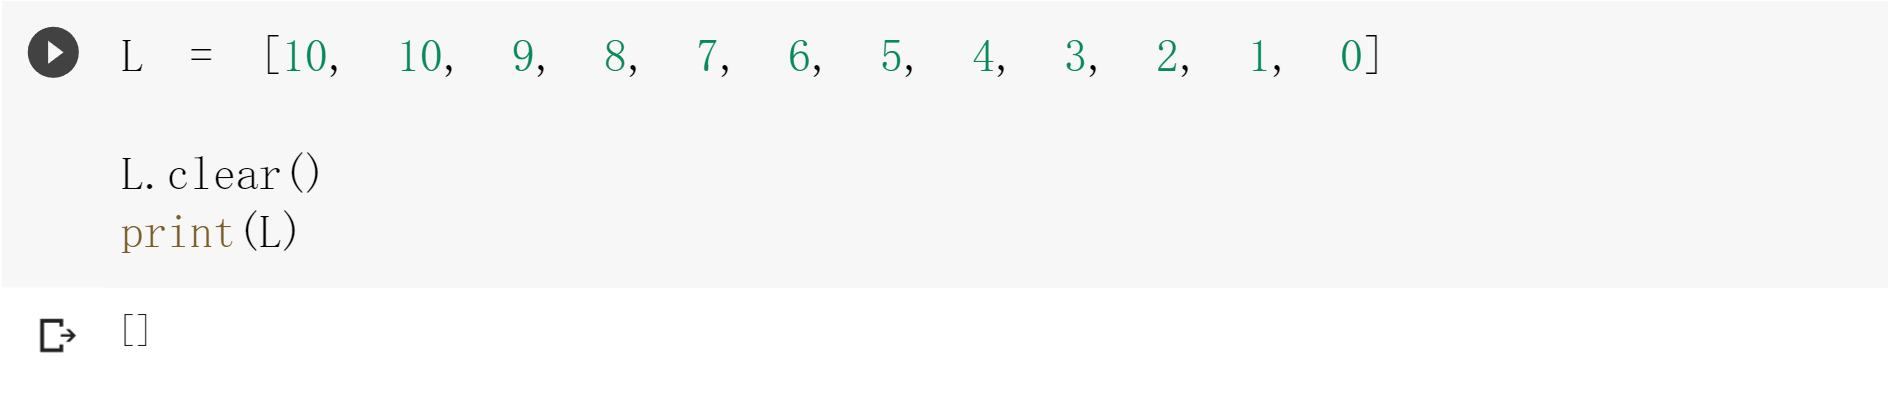 L = [10, 10, 9, 8, 7, 6, 5, 4, 3, 2, 1, 0]
L.clear()
print(L)
[]